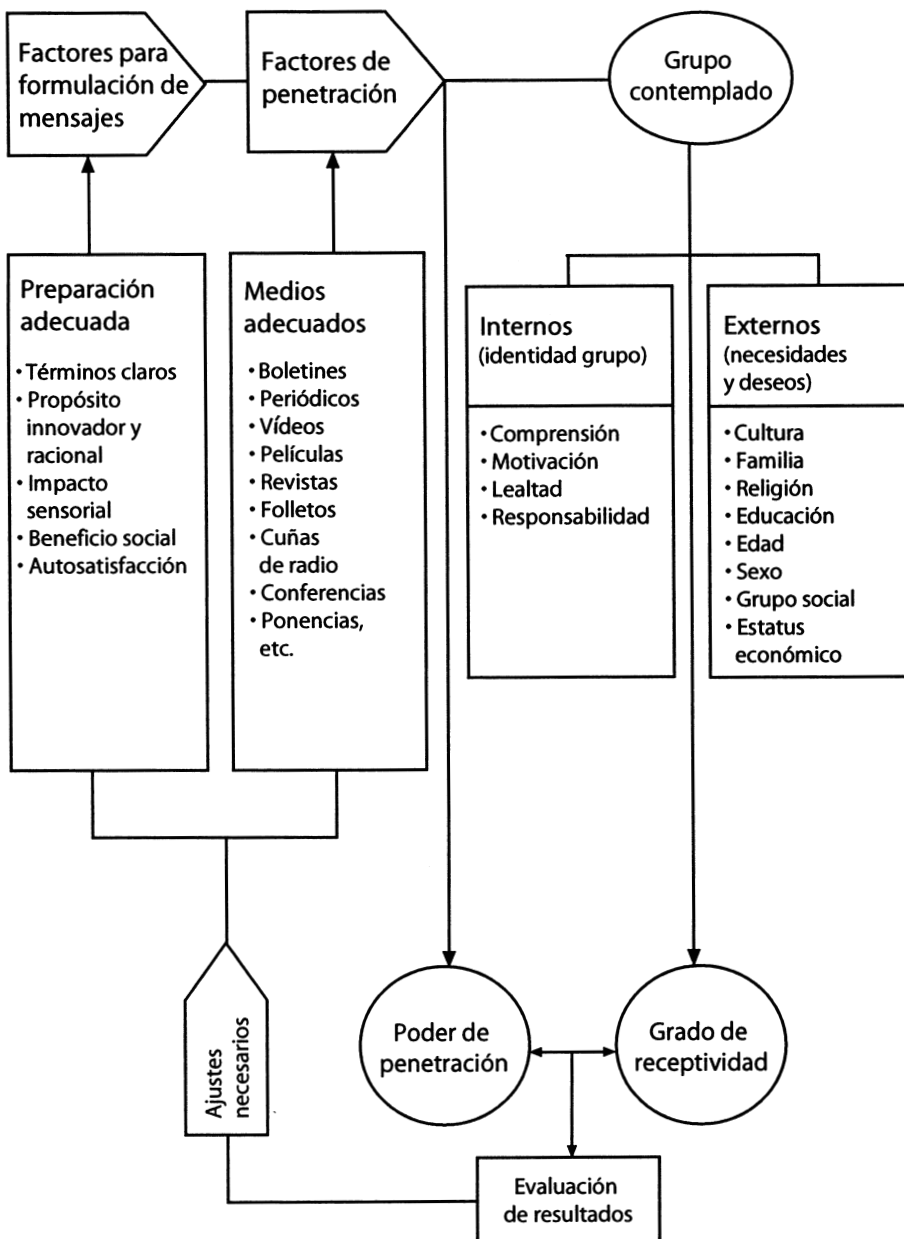 Factores para
formulación de
mensajes
Factores de
penetración
Grupo
contemplado
Preparación
adecuada
• Términos claros
• Propósito
innovador y
racional
• Impacto
sensorial
• Beneficio social
• Autosatisfacción
Medios
adecuados
• Boletines
• Periódicos
• Vídeos
• Películas
• Revistas
• Folletos
• Cuñas
de radio
• Conferencias
• Ponencias,
etc.
Internos
(identidad grupo)
• Comprensión
• Motivación
• Lealtad
• Responsabilidad
Externos
(necesidades
y deseos)
• Cultura
• Familia
• Religión
• Educación
• Edad
• Sexo
• Grupo social
• Estatus
económico
Ajustes
necesarios
Poder de
penetración
Grado de
receptividad
Evaluación
de resultados